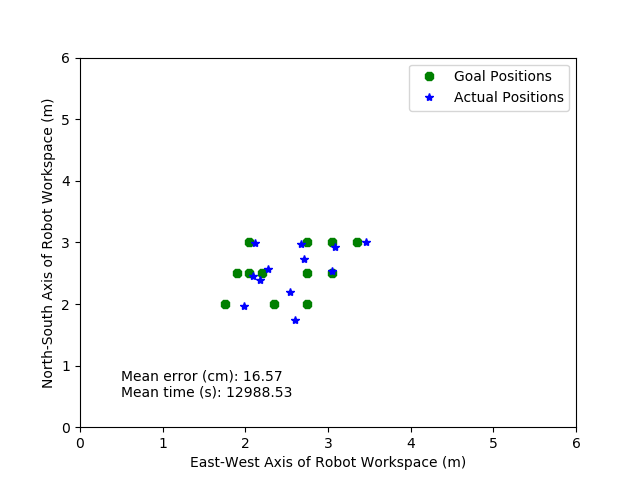 6
5
4
3
2
1
0
0 1 2 3 4 5 6
North-South Axis of Robot Workspace (m)
East-West Axis of Robot Workspace (m)
Goal Positions
Actual Positions
Mean error (cm): 16.57
Mean time (s): 12988.53